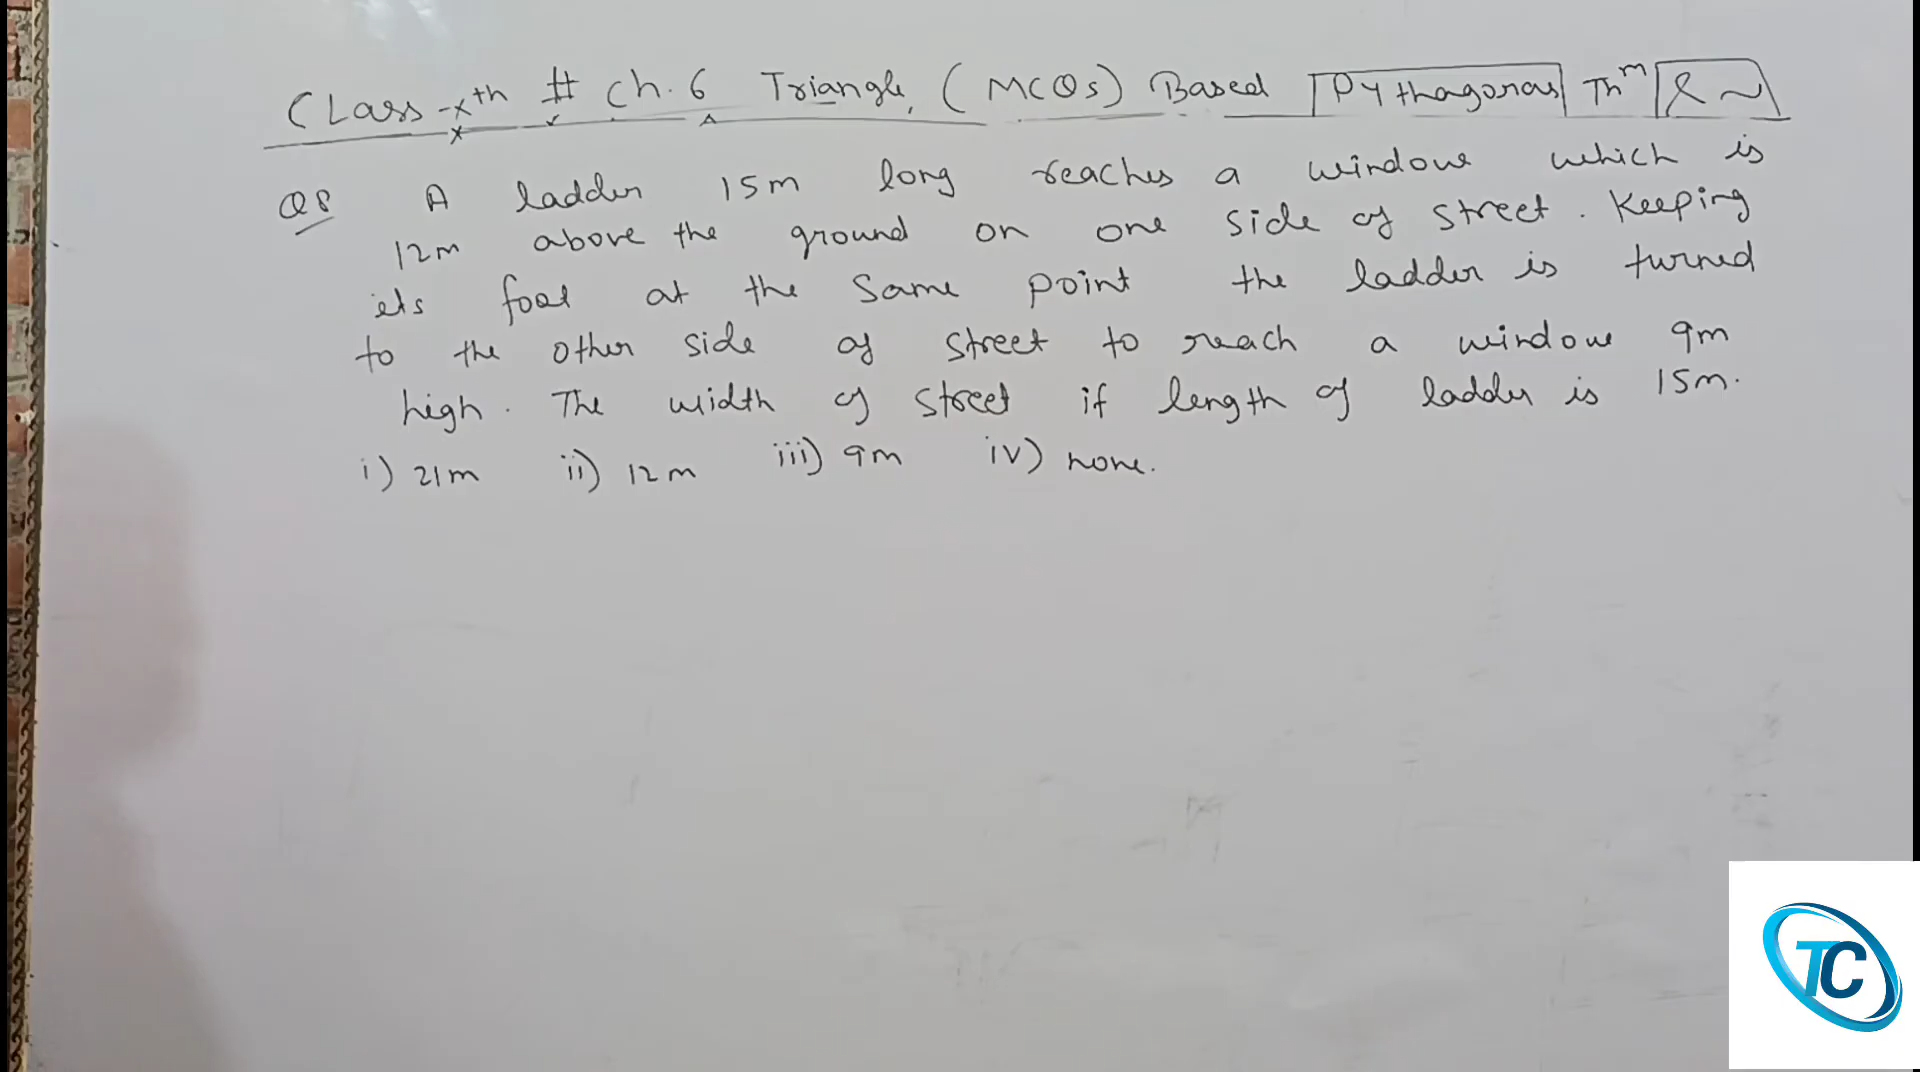 Class-xth # Ch. 6 Triangle, (MCQs) Based Pythagoras Thm & ~
Q8 A ladder 15m long reaches a window which is
12m above the ground on one side of street. Keeping
its foot at the same point the ladder is turned
to the other side of street to reach a window 9m
high. The width of street if length of ladder is 15m.
i) 21m ii) 12m iii) 9m iv) none.
TC